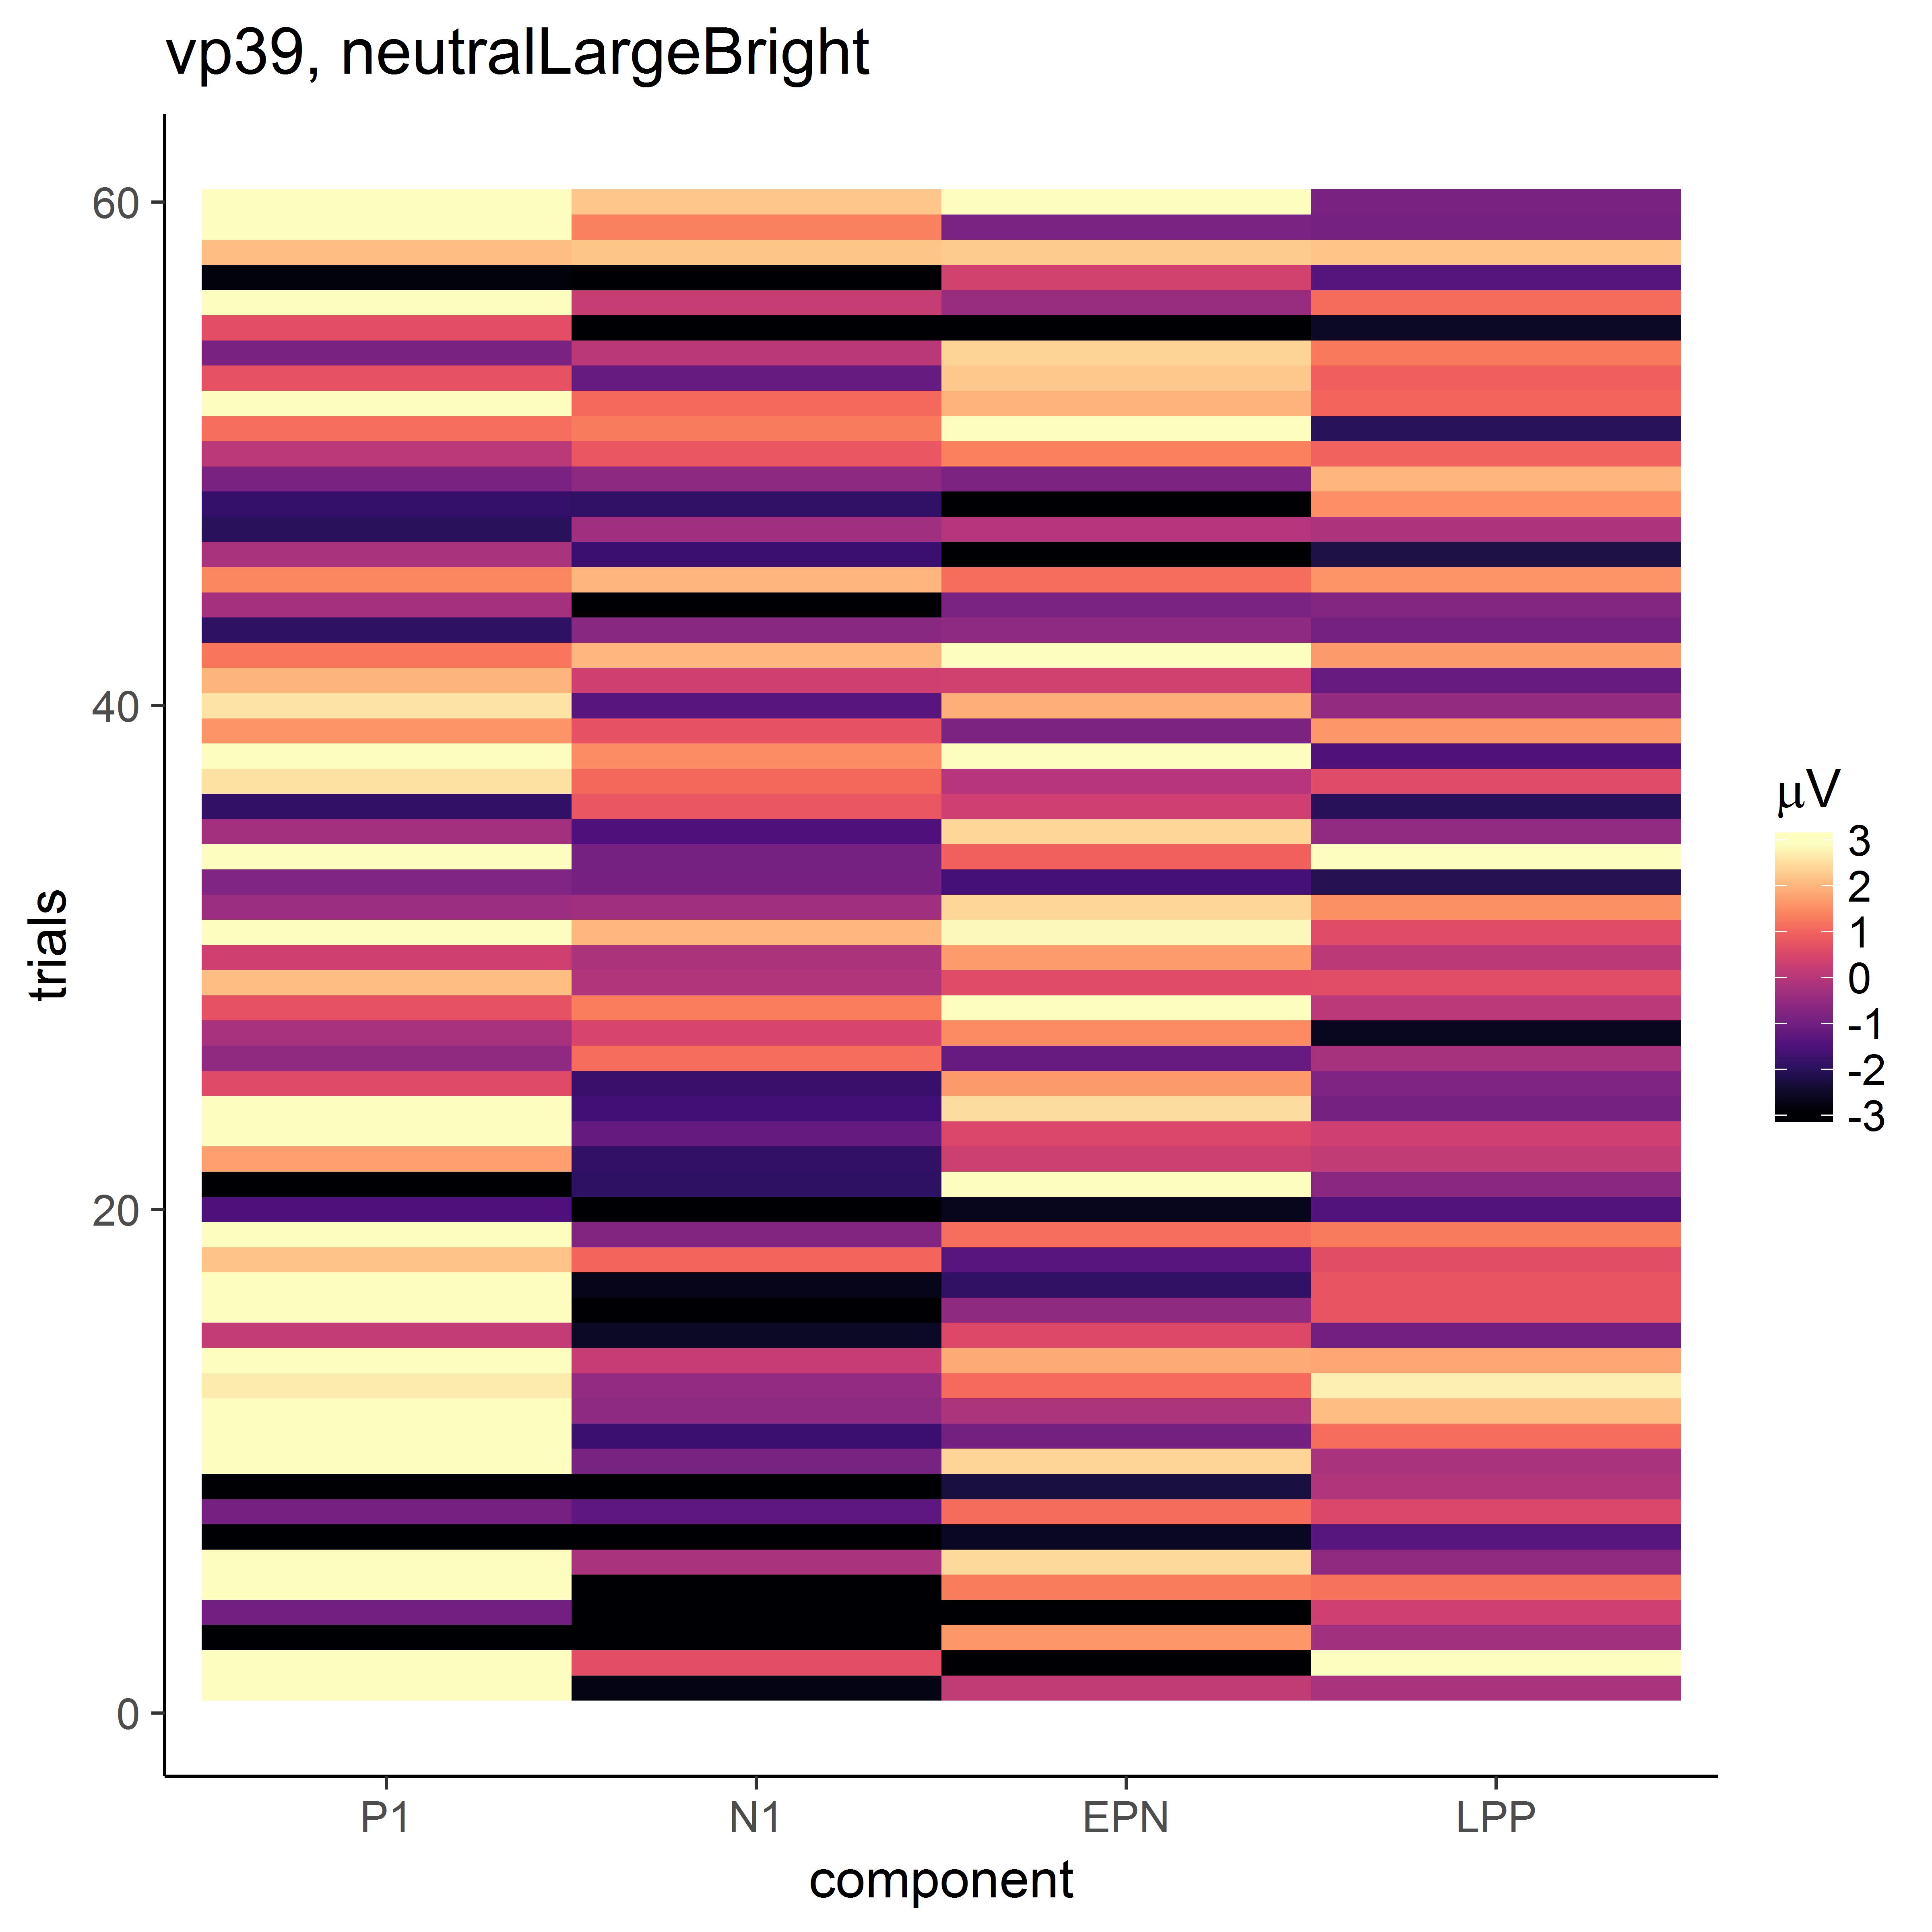 vp39, neutralLargeBright
60
40
20
0
trials
P1
N1
EPN
LPP
component
μV
3
2
1
0
-1
-2
-3